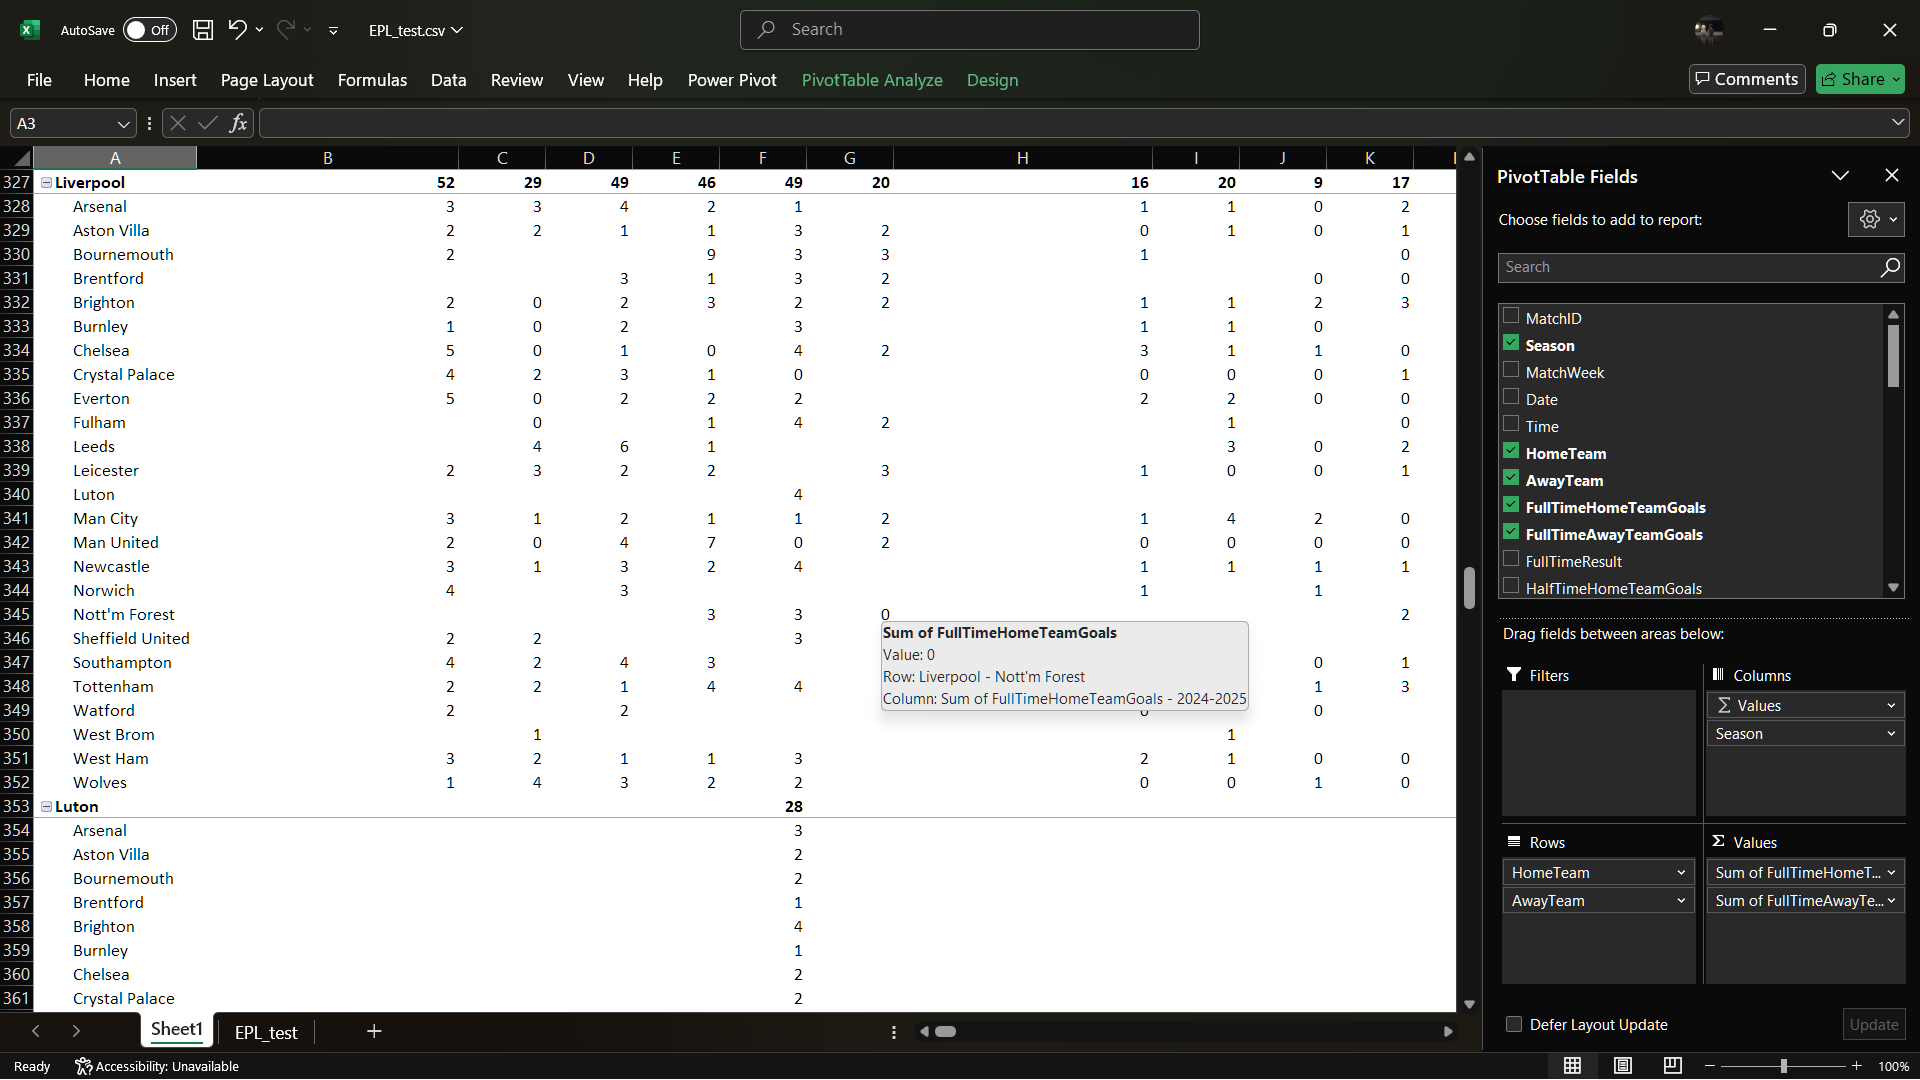 AutoSave Off EPL_test.csv Search
File Home Insert Page Layout Formulas Data Review View Help Power Pivot PivotTable Analyze Design Comments Share
A3 fx
A B C D E F G H I J K
327 Liverpool 52 29 49 46 49 20 16 20 9 17
328 Arsenal 3 3 4 2 1 1 1 0 2
329 Aston Villa 2 2 1 1 3 2 0 1 0 1
330 Bournemouth 2 9 3 3 1 0
331 Brentford 3 1 3 2 0 0
332 Brighton 2 0 2 3 2 2 1 1 2 3
333 Burnley 1 0 2 3 1 1 0
334 Chelsea 5 0 1 0 4 2 3 1 1 0
335 Crystal Palace 4 2 3 1 0 0 0 0 1
336 Everton 5 0 2 2 2 2 2 0 0
337 Fulham 0 1 4 2 1 0
338 Leeds 4 6 1 3 0 2
339 Leicester 2 3 2 2 3 1 0 0 1
340 Luton 4
341 Man City 3 1 2 1 1 2 1 4 2 0
342 Man United 2 0 4 7 0 2 0 0 0 0
343 Newcastle 3 1 3 2 4 1 1 1 1
344 Norwich 4 3 1 1
345 Nott'm Forest 3 3 0 2
346 Sheffield United 2 2 3
347 Southampton 4 2 4 3 0 1
348 Tottenham 2 2 1 4 4 1 3
349 Watford 2 2 0 0
350 West Brom 1 1
351 West Ham 3 2 1 1 3 2 1 0 0
352 Wolves 1 4 3 2 2 0 0 1 0
353 Luton 28
354 Arsenal 3
355 Aston Villa 2
356 Bournemouth 2
357 Brentford 1
358 Brighton 4
359 Burnley 1
360 Chelsea 2
361 Crystal Palace 2
Sum of FullTimeHomeTeamGoals
Value: 0
Row: Liverpool - Nott'm Forest
Column: Sum of FullTimeHomeTeamGoals - 2024-2025
PivotTable Fields
Choose fields to add to report:
Search
MatchID
Season
MatchWeek
Date
Time
HomeTeam
AwayTeam
FullTimeHomeTeamGoals
FullTimeAwayTeamGoals
FullTimeResult
HalfTimeHomeTeamGoals
Drag fields between areas below:
Filters
Columns
Σ Values
Season
Rows
HomeTeam
AwayTeam
Σ Values
Sum of FullTimeHomeT...
Sum of FullTimeAwayTe...
Defer Layout Update Update
Sheet1 EPL_test
Ready Accessibility: Unavailable 100%